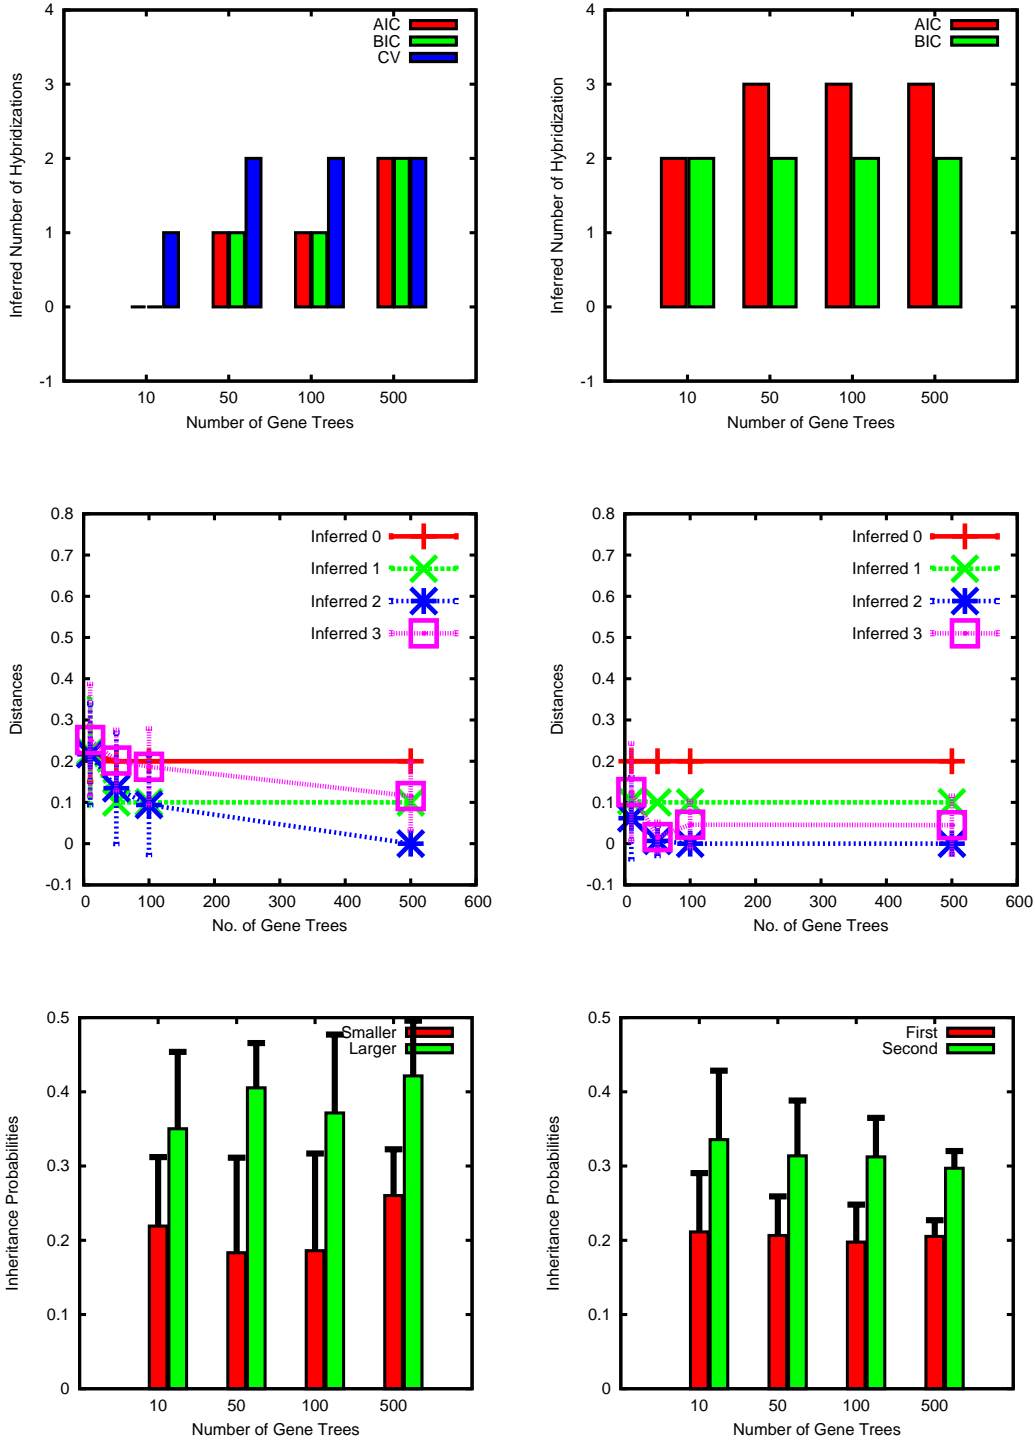 4
3
2
1
0
-1
Inferred Number of Hybridizations
AIC
BIC
CV
10 50 100 500
Number of Gene Trees
4
3
2
1
0
-1
Inferred Number of Hybridization
AIC
BIC
10 50 100 500
Number of Gene Trees
0.8
0.7
0.6
0.5
0.4
0.3
0.2
0.1
0
-0.1
Distances
Inferred 0
Inferred 1
Inferred 2
Inferred 3
0 100 200 300 400 500 600
No. of Gene Trees
0.8
0.7
0.6
0.5
0.4
0.3
0.2
0.1
0
-0.1
Distances
Inferred 0
Inferred 1
Inferred 2
Inferred 3
0 100 200 300 400 500 600
No. of Gene Trees
0.5
0.4
0.3
0.2
0.1
0
Inheritance Probabilities
Smaller
Larger
10 50 100 500
Number of Gene Trees
0.5
0.4
0.3
0.2
0.1
0
Inheritance Probabilities
First
Second
10 50 100 500
Number of Gene Trees